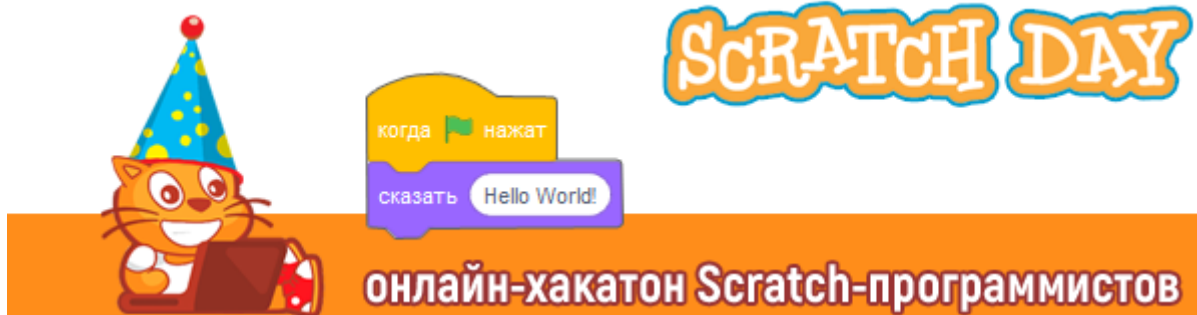 SCRATCH DAY
когда нажат
сказать Hello World!
онлайн-хакатон Scratch-программистов